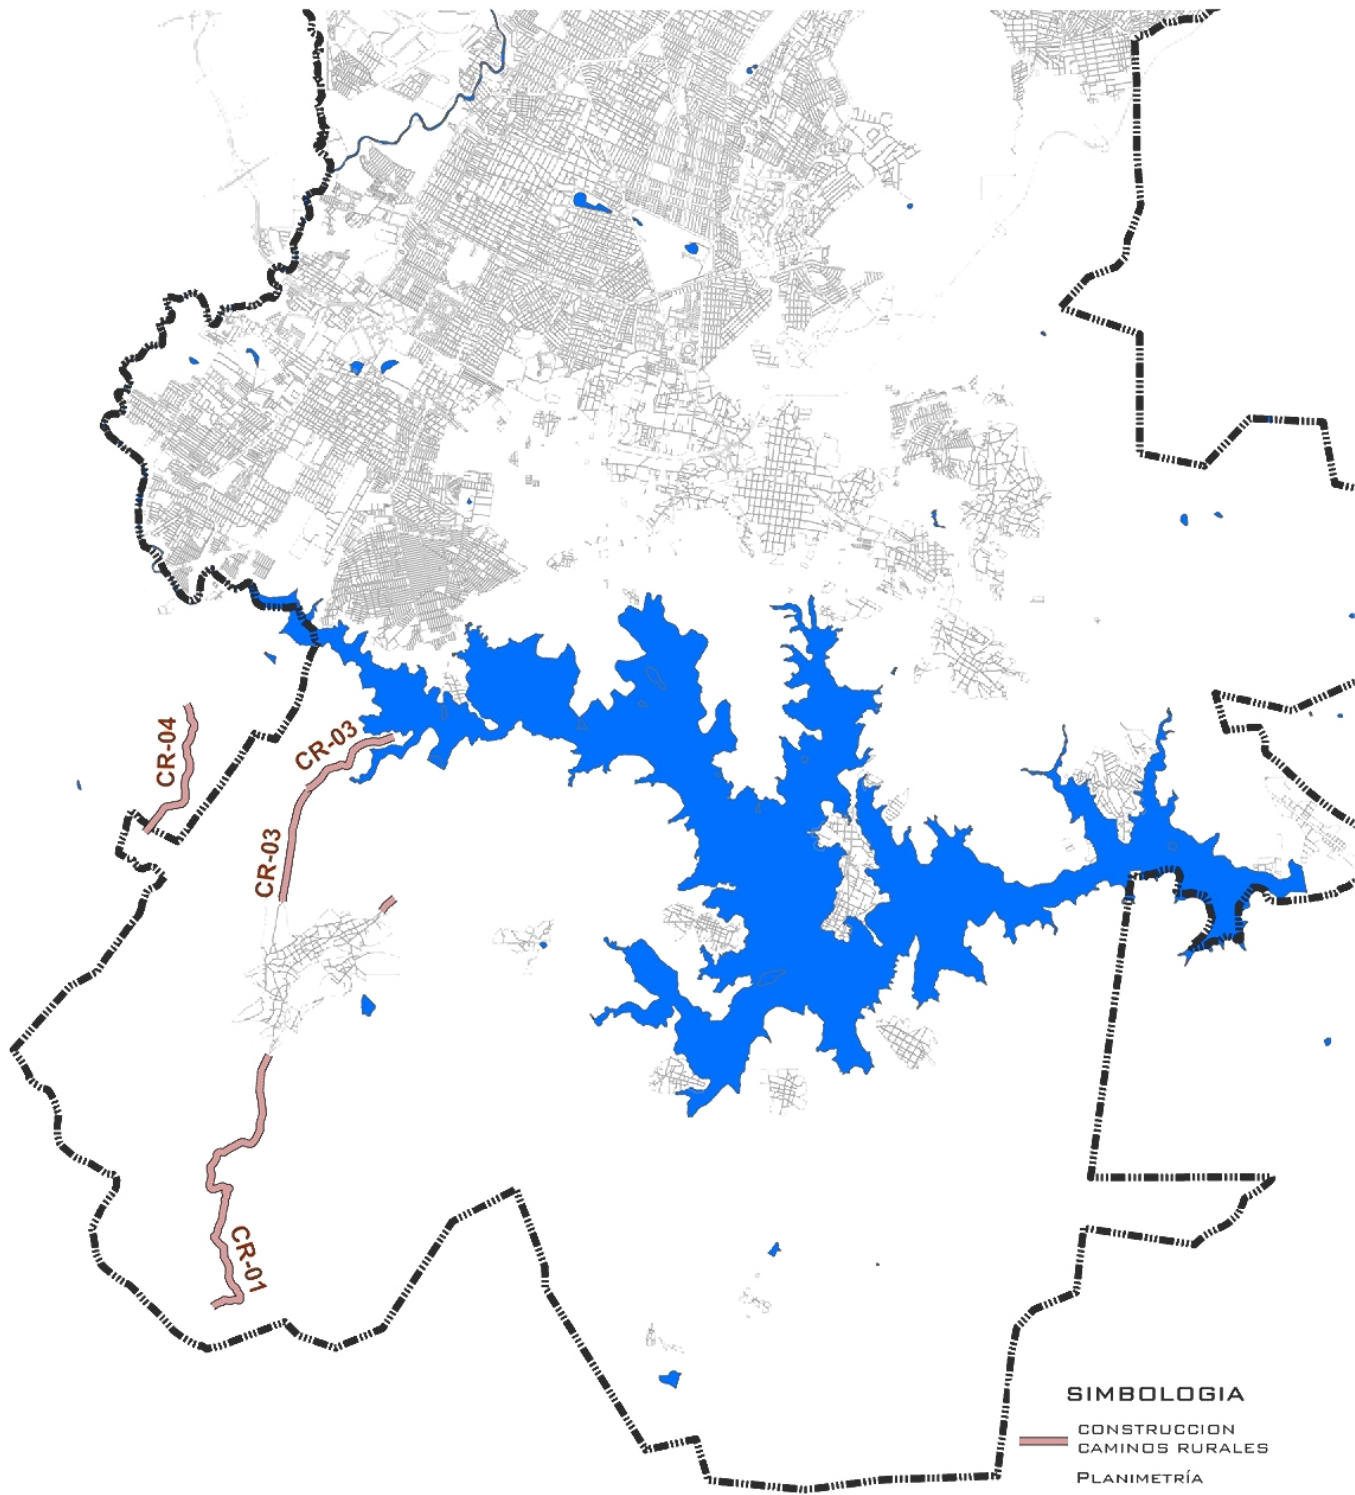 CR-04
CR-03
CR-03
CR-01
SIMBOLOGIA
CONSTRUCCION
CAMINOS RURALES
PLANIMETRÍA